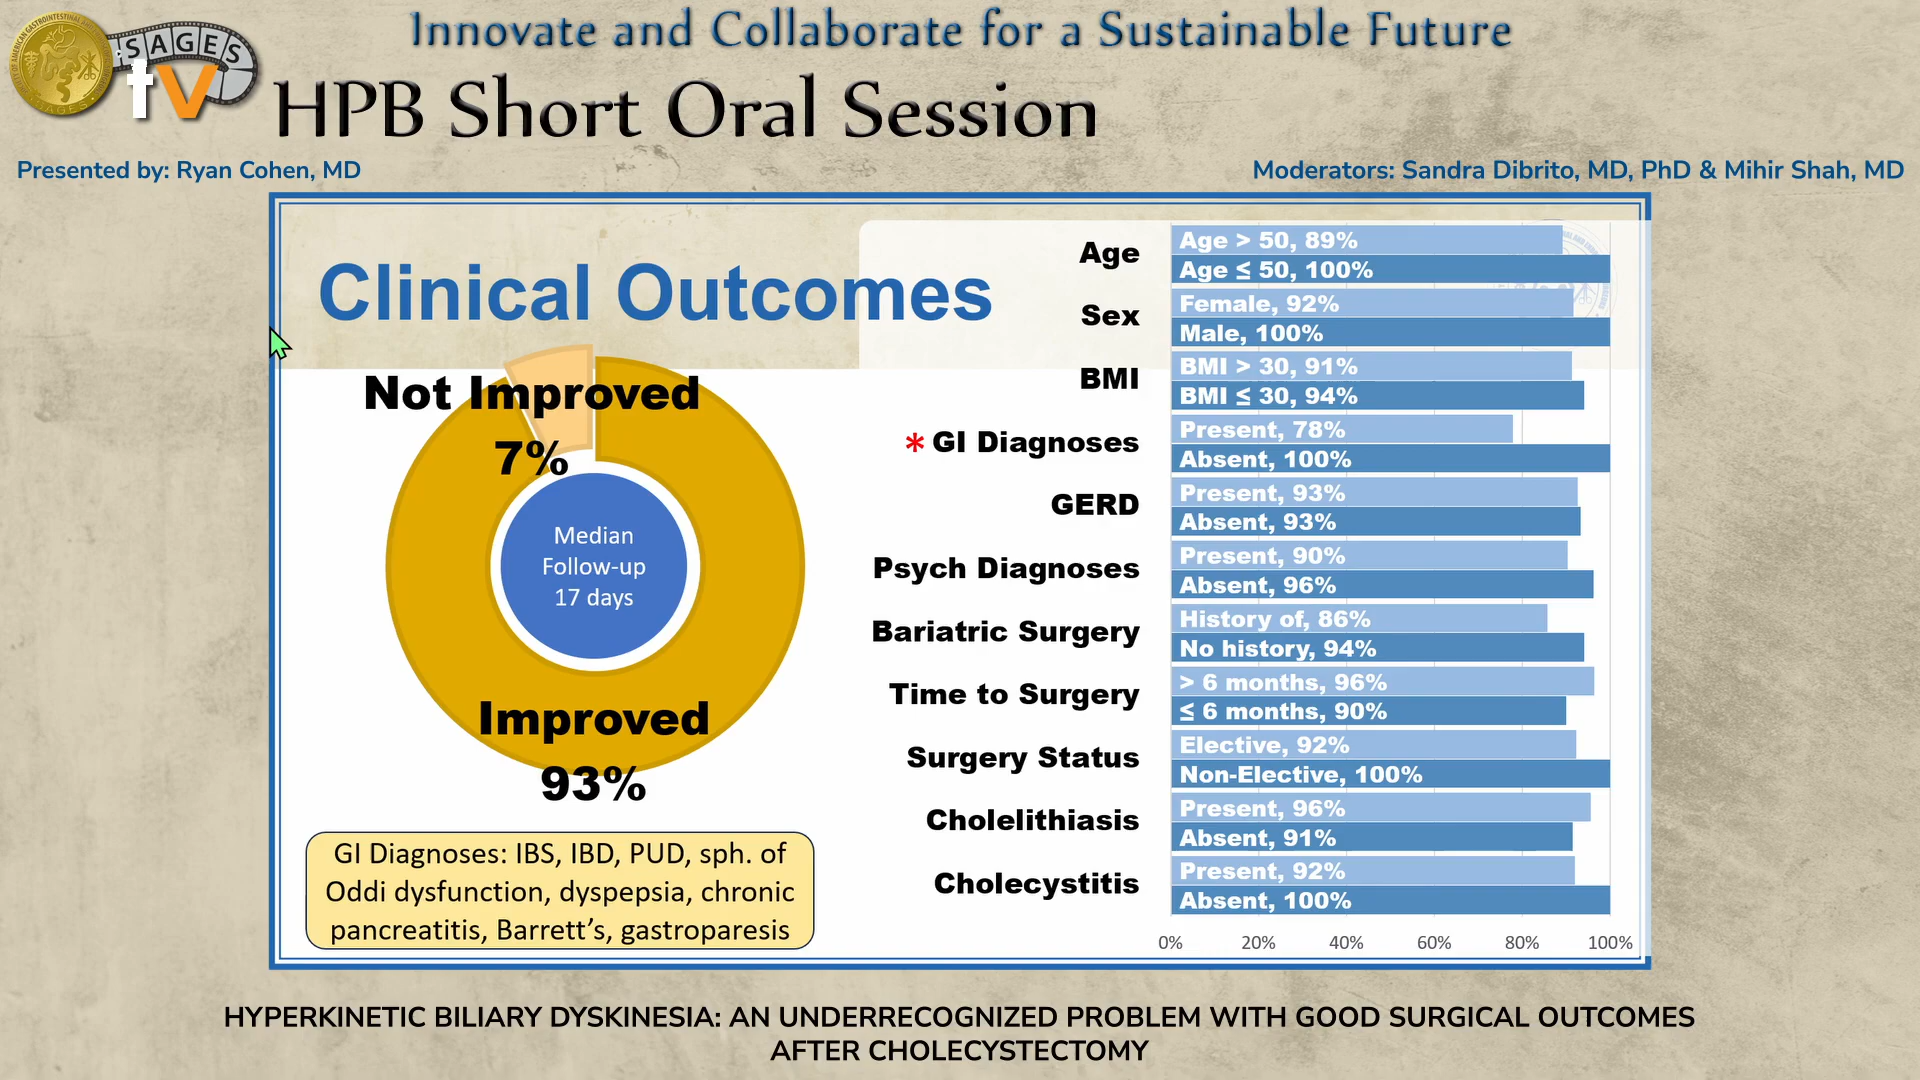 Innovate and Collaborate for a Sustainable Future
SAGES
tv
HPB Short Oral Session
Presented by: Ryan Cohen, MD
Moderators: Sandra Dibrito, MD, PhD & Mihir Shah, MD
Clinical Outcomes
Not Improved
7%
Median
Follow-up
17 days
Improved
93%
GI Diagnoses: IBS, IBD, PUD, sph. of
Oddi dysfunction, dyspepsia, chronic
pancreatitis, Barrett’s, gastroparesis
Age
Age > 50, 89%
Age ≤ 50, 100%
Sex
Female, 92%
Male, 100%
BMI
BMI > 30, 91%
BMI ≤ 30, 94%
* GI Diagnoses
Present, 78%
Absent, 100%
GERD
Present, 93%
Absent, 93%
Psych Diagnoses
Present, 90%
Absent, 96%
Bariatric Surgery
History of, 86%
No history, 94%
Time to Surgery
> 6 months, 96%
≤ 6 months, 90%
Surgery Status
Elective, 92%
Non-Elective, 100%
Cholelithiasis
Present, 96%
Absent, 91%
Cholecystitis
Present, 92%
Absent, 100%
0% 20% 40% 60% 80% 100%
HYPERKINETIC BILIARY DYSKINESIA: AN UNDERRECOGNIZED PROBLEM WITH GOOD SURGICAL OUTCOMES
AFTER CHOLECYSTECTOMY